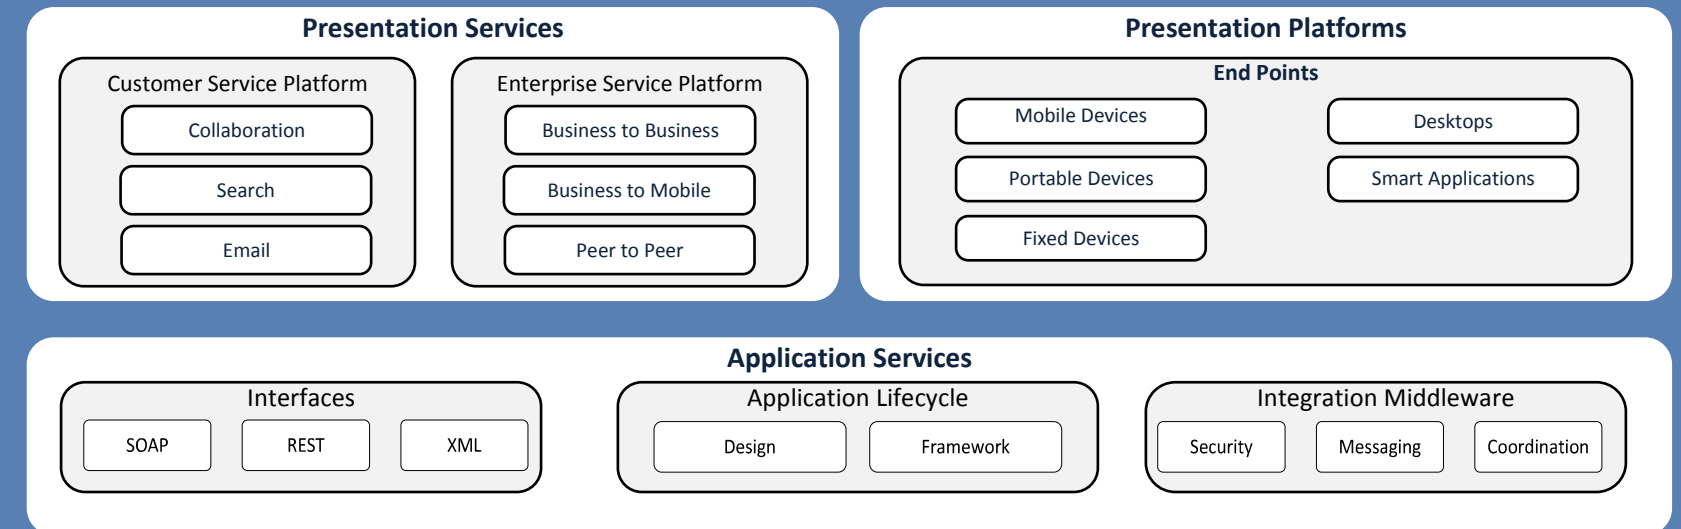 Presentation Services
Customer Service Platform
Collaboration
Search
Email
Enterprise Service Platform
Business to Business
Business to Mobile
Peer to Peer
Presentation Platforms
End Points
Mobile Devices
Portable Devices
Fixed Devices
Desktops
Smart Applications
Application Services
Interfaces
SOAP
REST
XML
Application Lifecycle
Design
Framework
Integration Middleware
Security
Messaging
Coordination